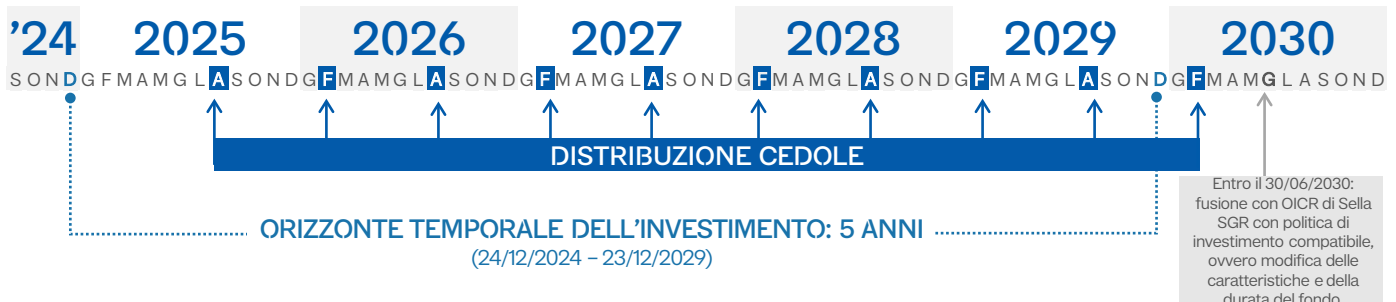 '24 2025 2026 2027 2028 2029 2030
S O N D G F M A M G L A S O N D G F M A M G L A S O N D G F M A M G L A S O N D G F M A M G L A S O N D G F M A M G L A S O N D G F M A M G L A S O N D
DISTRIBUZIONE CEDOLE
ORIZZONTE TEMPORALE DELL'INVESTIMENTO: 5 ANNI
(24/12/2024 – 23/12/2029)
Entro il 30/06/2030:
fusione con OICR di Sella
SGR con politica di
investimento compatibile,
ovvero modifica delle
caratteristiche e della
durata del fondo